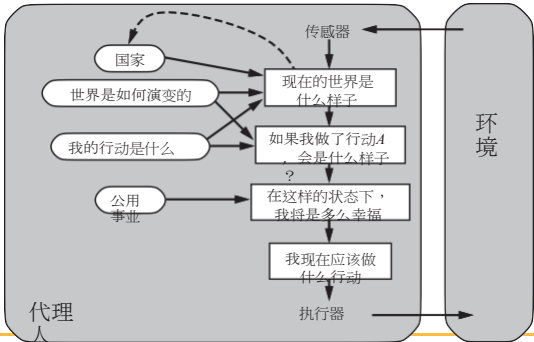 传感器
国家
现在的世界是
什么样子
世界是如何演变的
环
境
如果我做了行动A
，会是什么样子
？
我的行动是什么
在这样的状态下，
我将是多么幸福
公用
事业
我现在应该做
什么行动
代理
人
执行器